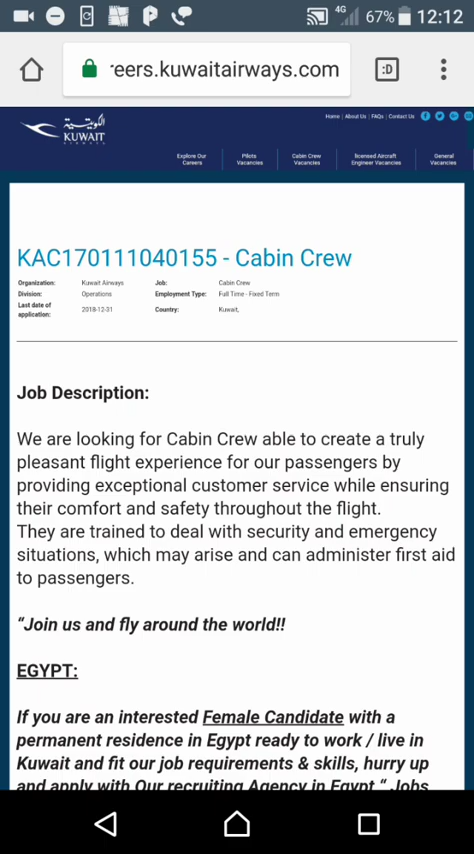 4G 67% 12:12
reers.kuwaitairways.com :D
Home | About Us | FAQs | Contact Us
الكويتية
KUWAIT
AIRWAYS
Explore Our Careers
Pilots Vacancies
Cabin Crew Vacancies
licensed Aircraft Engineer Vacancies
General Vacancies
KAC170111040155 - Cabin Crew
Organization: Kuwait Airways Job: Cabin Crew
Division: Operations Employment Type: Full Time - Fixed Term
Last date of application: 2018-12-31 Country: Kuwait,
Job Description:
We are looking for Cabin Crew able to create a truly
pleasant flight experience for our passengers by
providing exceptional customer service while ensuring
their comfort and safety throughout the flight.
They are trained to deal with security and emergency
situations, which may arise and can administer first aid
to passengers.
“Join us and fly around the world!!
EGYPT:
If you are an interested Female Candidate with a
permanent residence in Egypt ready to work / live in
Kuwait and fit our job requirements & skills, hurry up
and apply with Our recruiting Agency in Egypt “ Jobs